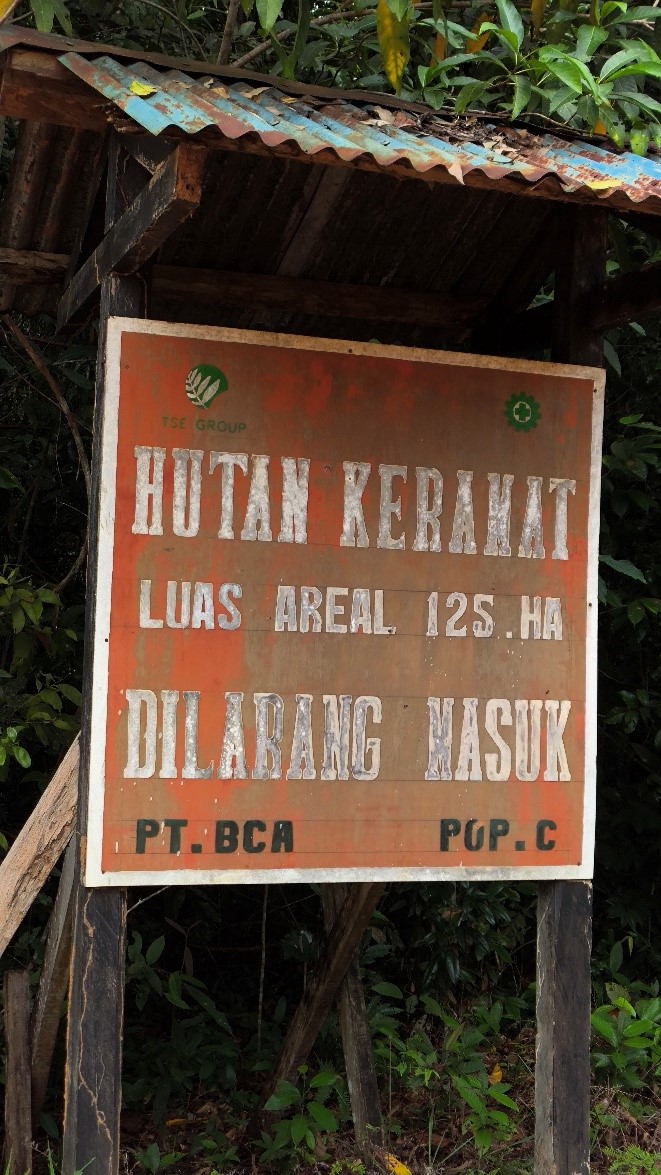 TSE GROUP
HUTAN KERAMAT
LUAS AREAL 125.HA
DILARANG MASUK
PT.BCA POP.C